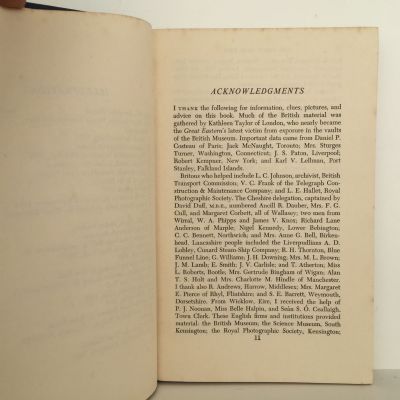 ACKNOWLEDGMENTS
I THANK the following for information, clues, pictures, and
advice on this book. Much of the British material was
gathered by Kathleen Taylor of London, who nearly became
the Great Eastern's latest victim from exposure in the vaults
of the British Museum. Important data came from Daniel P.
Costeau of Paris; Jack McNaught, Toronto; Mrs. Sturges
Turner, Washington, Connecticut; J. S. Paton, Liverpool;
Robert Kempner, New York; and Karl V. Lellman, Port
Stanley, Falkland Islands.
Britons who helped include L. C. Johnson, archivist, British
Transport Commission; V. C. Frank of the Telegraph Con-
struction & Maintenance Company; and L. E. Hallet, Royal
Photographic Society. The Cheshire delegation, captained by
David Duff, M.B.E., numbered Ancill R. Dauber, Mrs. F. G.
Cull, and Margaret Corbett, all of Wallasey; two men from
Wirral, W. A. Phipps and James V. Knox; Richard Lane
Anderson of Marple, Nigel Kennedy, Lower Bebington;
C. C. Bennett, Northwich; and Mrs. Anne G. Bell, Birken-
head. Lancashire people included the Liverpudlians A. D.
Lobley, Cunard Steam-Ship Company; R. H. Thornton, Blue
Funnel Line; G. Williams; J. H. Downing; Mrs. M. L. Brown;
J. M. Lamb; E. Smith; J. V. Carlisle; and T. Atherton; Miss
L. Roberts, Bootle; Mrs. Gertrude Bingham of Wigan; Alan
T. S. Holt and Mrs. Charlotte M. Hindle of Manchester.
I thank also R. Andrews, Harrow, Middlesex; Mrs. Margaret
E. Pierce of Rhyl, Flintshire; and S. E. Barrett, Weymouth,
Dorsetshire. From Wicklow, Eire, I received the help of
P. J. Noonan, Miss Belle Halpin, and Seán S. Ó. Ceallaigh,
Town Clerk. These English firms and institutions provided
material: the British Museum; the Science Museum, South
Kensington; the Royal Photographic Society, Kensington;
11